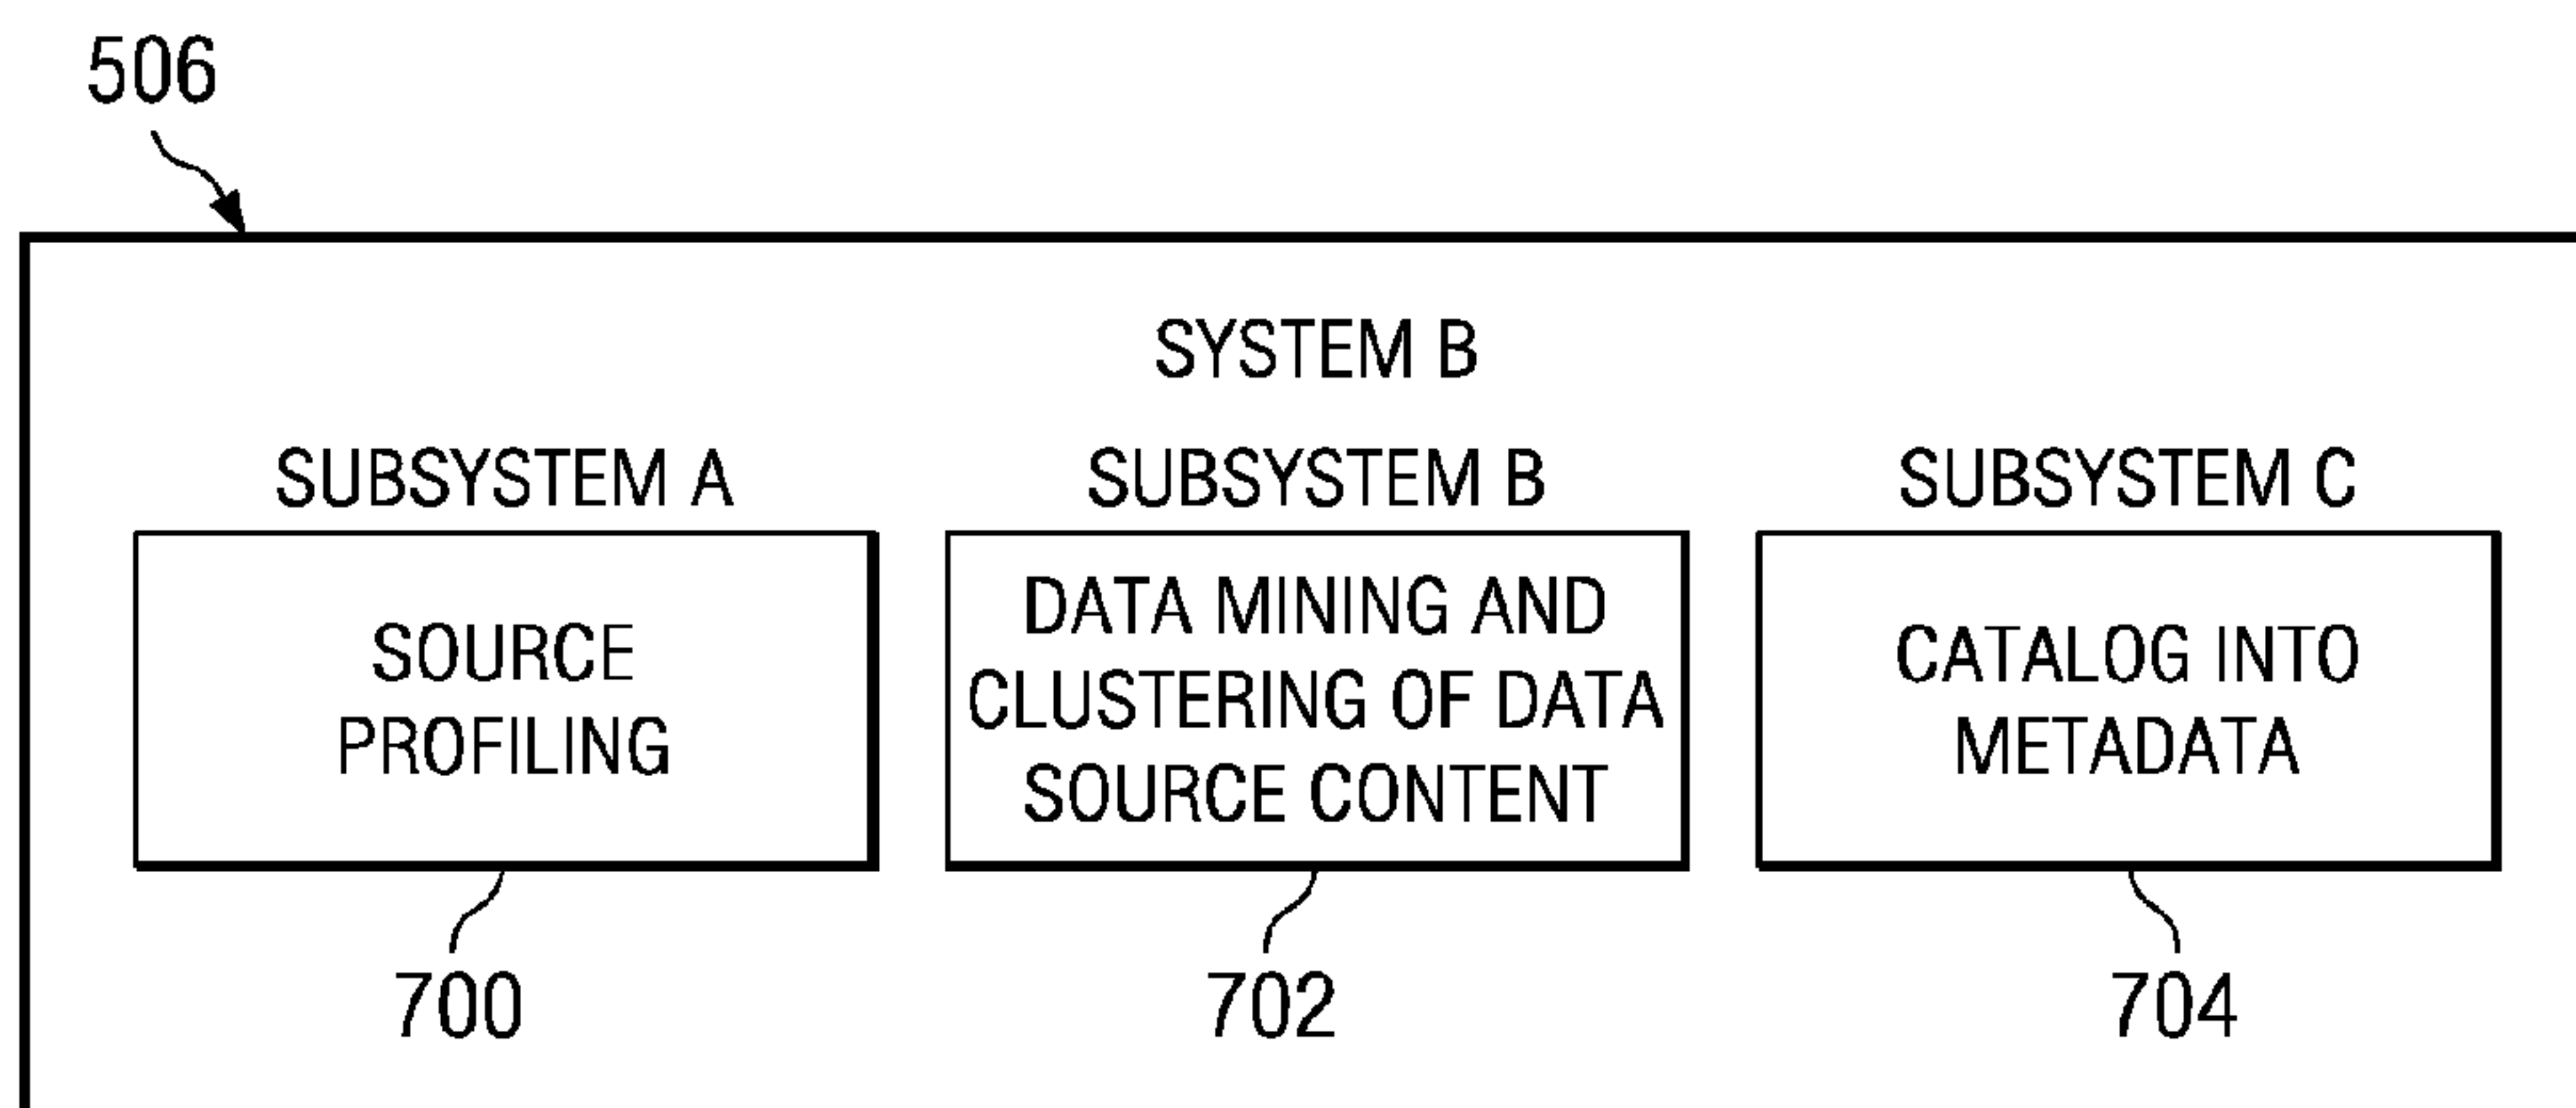 506
SYSTEM B
SUBSYSTEM A
SUBSYSTEM B
SUBSYSTEM C
SOURCE
PROFILING
DATA MINING AND
CLUSTERING OF DATA
SOURCE CONTENT
CATALOG INTO
METADATA
700
702
704